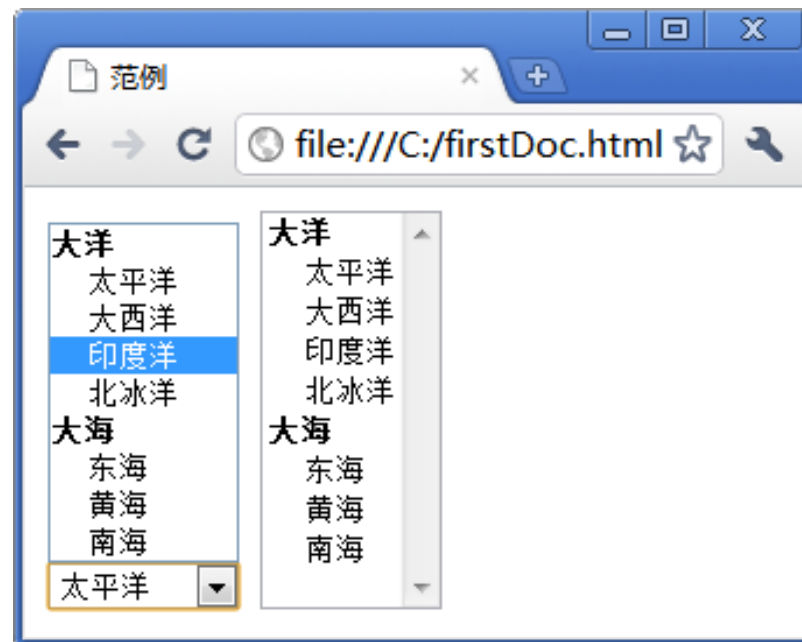 范例
file:///C:/firstDoc.html
大洋
太平洋
大西洋
印度洋
北冰洋
大海
东海
黄海
南海
太平洋
大洋
太平洋
大西洋
印度洋
北冰洋
大海
东海
黄海
南海